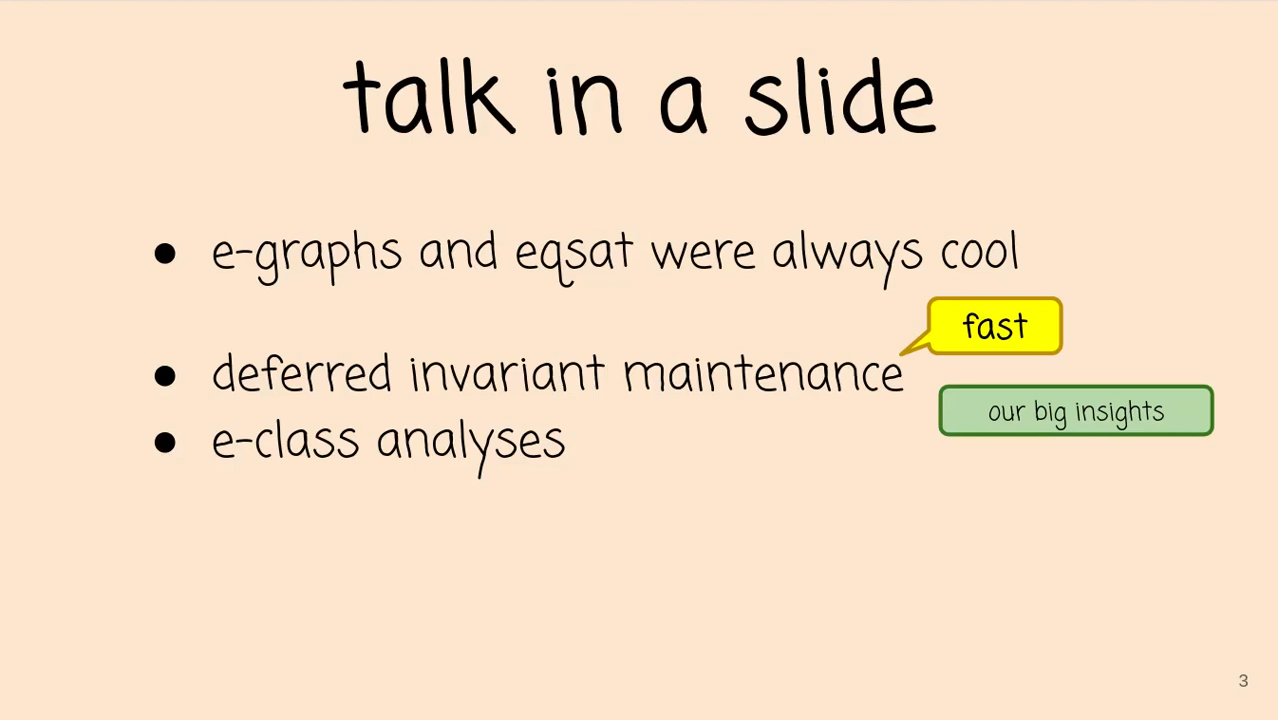 talk in a slide
e-graphs and eqsat were always cool
fast
deferred invariant maintenance
our big insights
e-class analyses
3